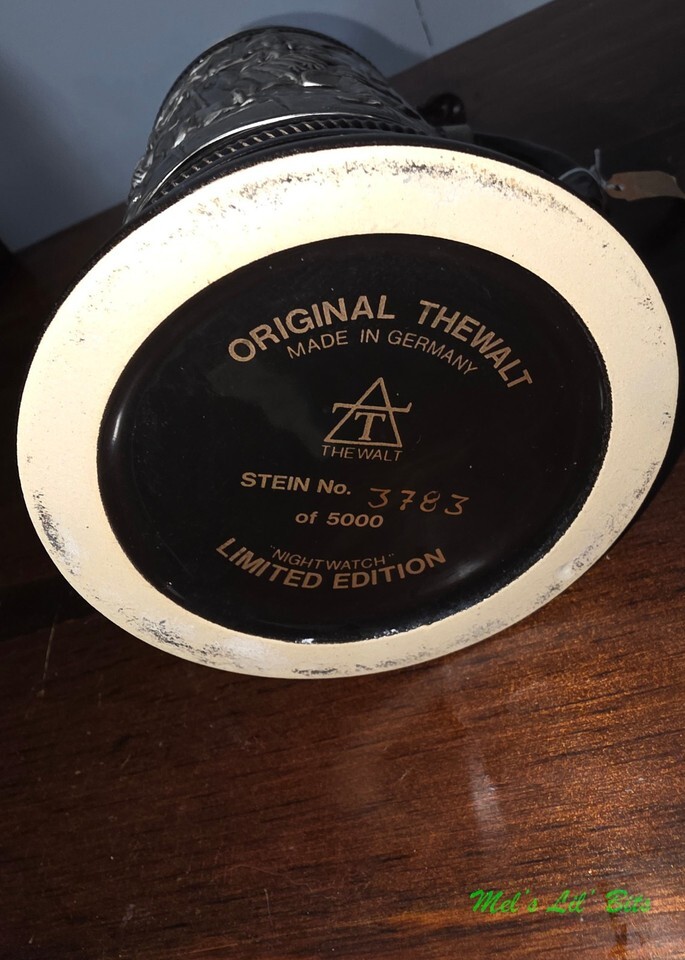 ORIGINAL THEWALT
MADE IN GERMANY
T
THEWALT
STEIN No. 3783
of 5000
"NIGHTWATCH"
LIMITED EDITION
Mel's Lil' Bits